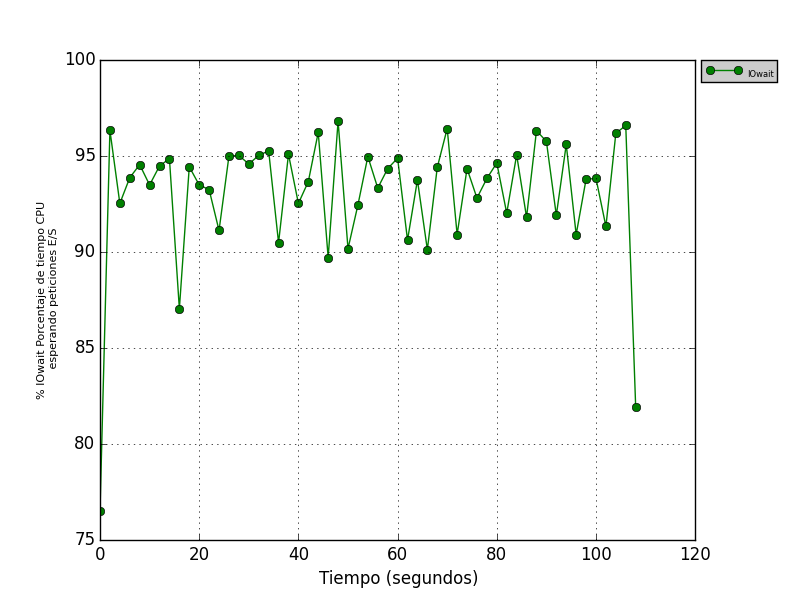 100
95
90
85
80
75
0 20 40 60 80 100 120
Tiempo (segundos)
% IOwait Porcentaje de tiempo CPU
esperando peticiones E/S
IOwait